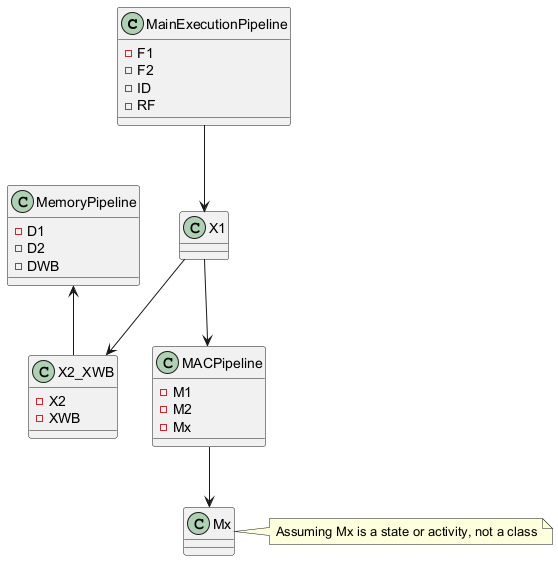 C MainExecutionPipeline
F1
F2
ID
RF
C MemoryPipeline
D1
D2
DWB
C X1
C X2_XWB
X2
XWB
C MACPipeline
M1
M2
Mx
C Mx
Assuming Mx is a state or activity, not a class